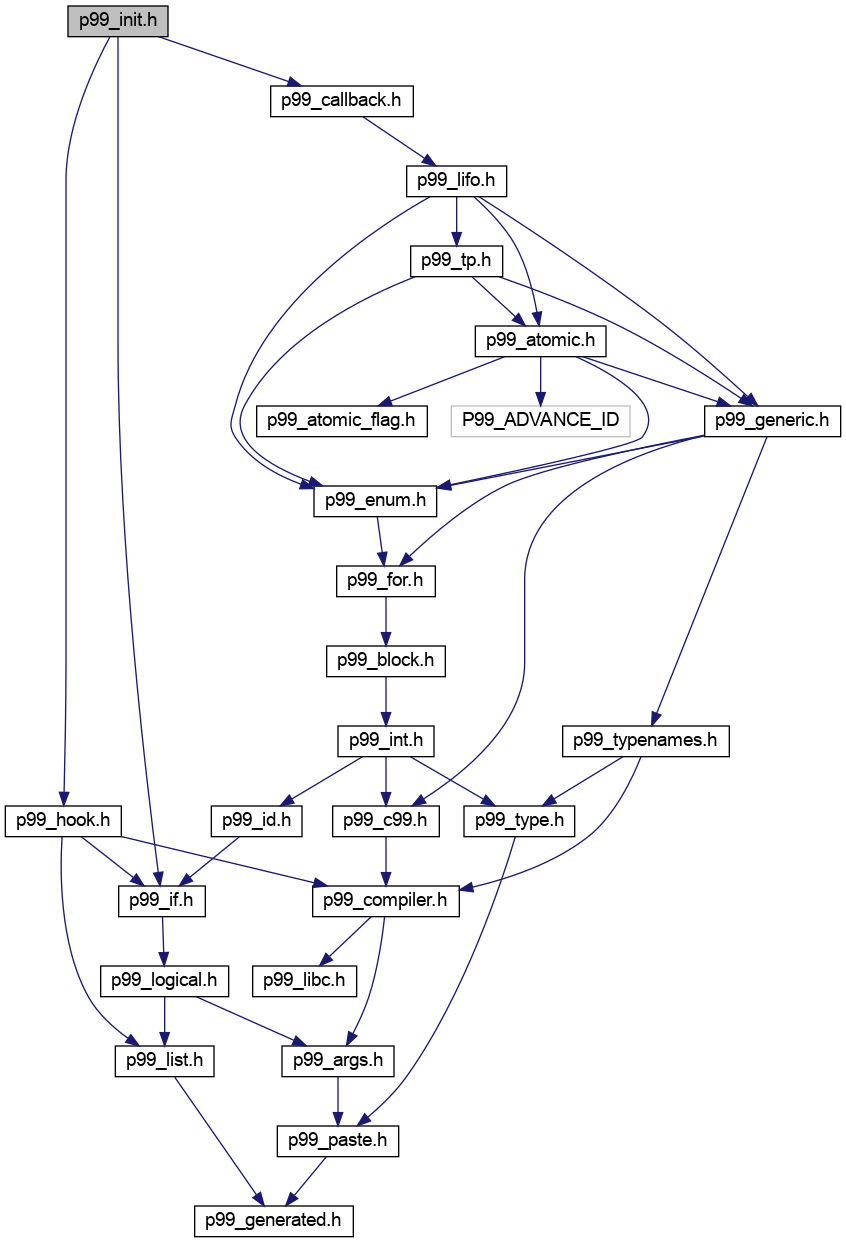 p99_init.h
p99_callback.h
p99_lifo.h
p99_tp.h
p99_atomic.h
p99_atomic_flag.h
P99_ADVANCE_ID
p99_generic.h
p99_enum.h
p99_for.h
p99_block.h
p99_int.h
p99_typenames.h
p99_hook.h
p99_id.h
p99_c99.h
p99_type.h
p99_if.h
p99_compiler.h
p99_logical.h
p99_libc.h
p99_list.h
p99_args.h
p99_paste.h
p99_generated.h